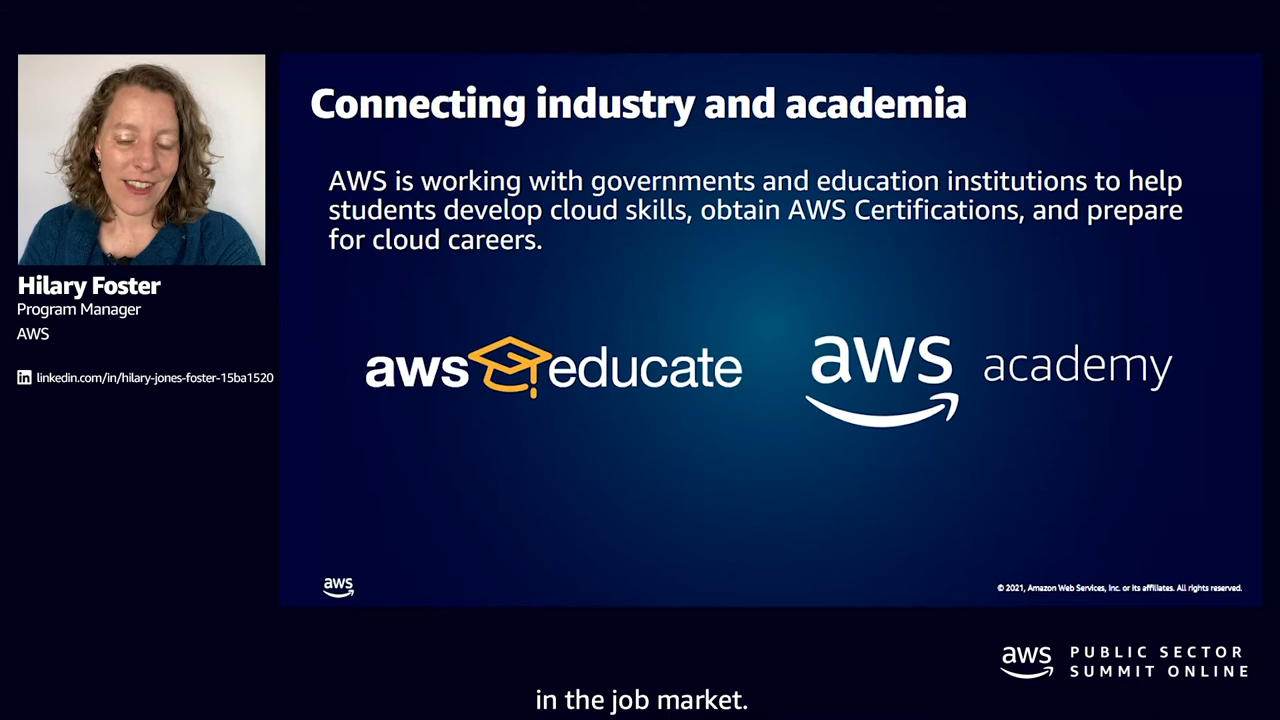 Connecting industry and academia
AWS is working with governments and education institutions to help
students develop cloud skills, obtain AWS Certifications, and prepare
for cloud careers.
aws educate
aws academy
Hilary Foster
Program Manager
AWS
in linkedin.com/in/hilary-jones-foster-15ba1520
aws
© 2021, Amazon Web Services, Inc. or its affiliates. All rights reserved.
aws PUBLIC SECTOR
SUMMIT ONLINE
in the job market.